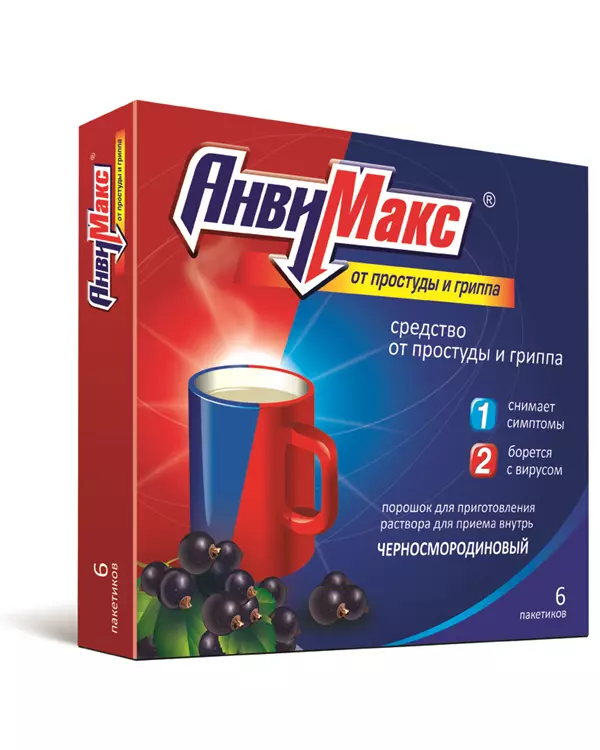 АнвиМакс®
от простуды и гриппа
средство
от простуды и гриппа
1 снимает
симптомы
2 борется
с вирусом
порошок для приготовления
раствора для приема внутрь
ЧЕРНОСМОРОДИНОВЫЙ
6
пакетиков
АнвиМакс®
от простуды и гриппа
6
пакетиков